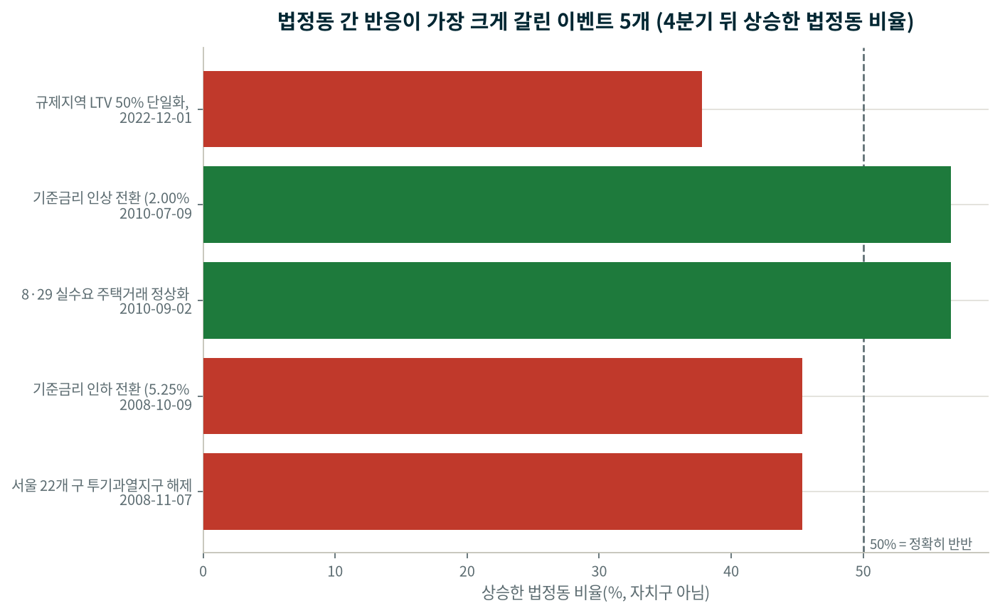 법정동 간 반응이 가장 크게 갈린 이벤트 5개 (4분기 뒤 상승한 법정동 비율)
규제지역 LTV 50% 단일화,
2022-12-01
기준금리 인상 전환 (2.00%
2010-07-09
8·29 실수요 주택거래 정상화
2010-09-02
기준금리 인하 전환 (5.25%
2008-10-09
서울 22개 구 투기과열지구 해제
2008-11-07
50% = 정확히 반반
0 10 20 30 40 50
상승한 법정동 비율(%, 자치구 아님)